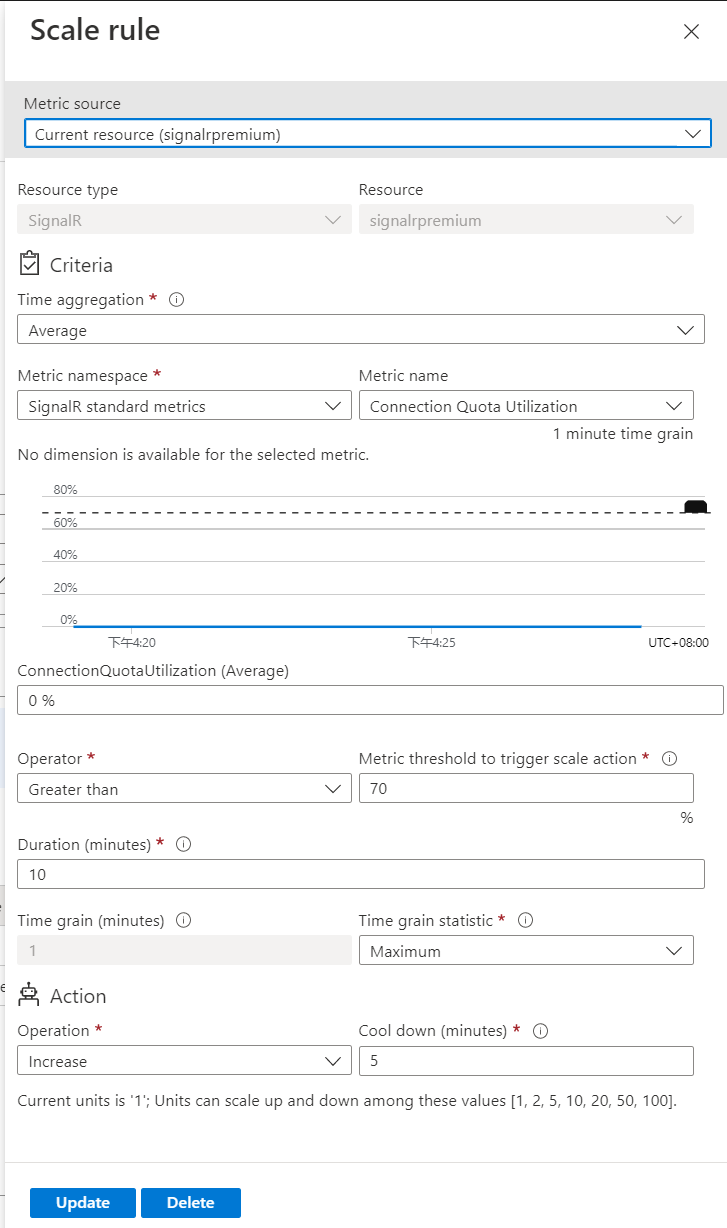 Scale rule
Metric source
Current resource (signalrpremium)
Resource type
Resource
SignalR
signalrpremium
Criteria
Time aggregation *
Average
Metric namespace *
Metric name
SignalR standard metrics
Connection Quota Utilization
1 minute time grain
No dimension is available for the selected metric.
80%
60%
40%
20%
0%
下午4:20
下午4:25
UTC+08:00
ConnectionQuotaUtilization (Average)
0 %
Operator *
Metric threshold to trigger scale action *
Greater than
70
%
Duration (minutes) *
10
Time grain (minutes)
Time grain statistic *
1
Maximum
Action
Operation *
Cool down (minutes) *
Increase
5
Current units is '1'; Units can scale up and down among these values [1, 2, 5, 10, 20, 50, 100].
Update
Delete